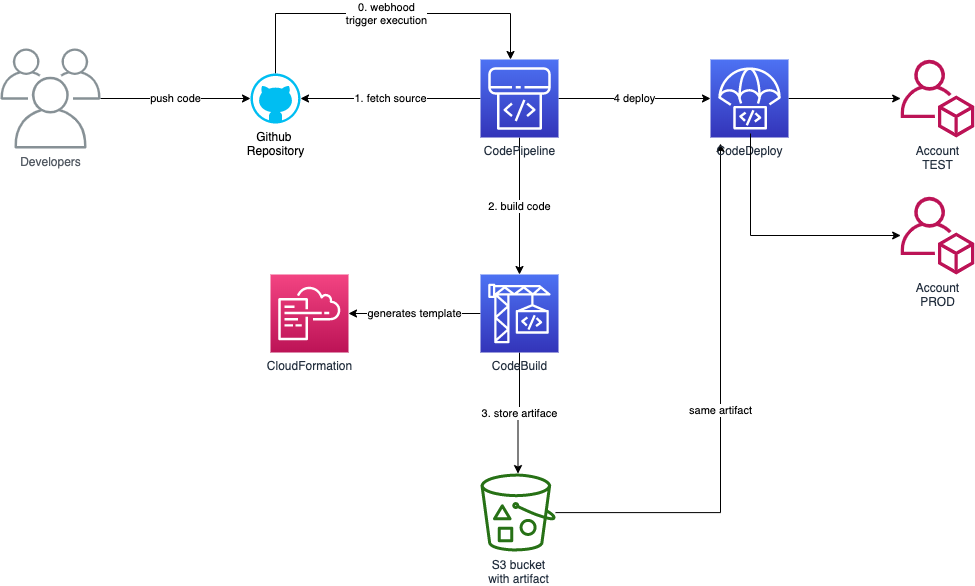 0. webhood
trigger execution
push code
1. fetch source
4 deploy
Developers
Github
Repository
CodePipeline
CodeDeploy
Account
TEST
2. build code
Account
PROD
generates template
CloudFormation
CodeBuild
3. store artiface
same artifact
S3 bucket
with artifact